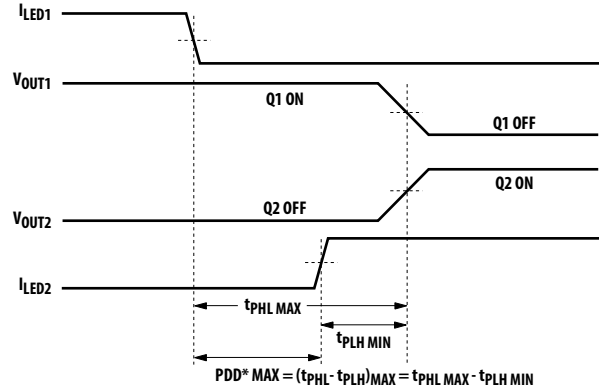 ILED1
VOUT1
Q1 ON
Q1 OFF
Q2 ON
Q2 OFF
VOUT2
ILED2
tPHL MAX
tPLH MIN
PDD* MAX = (tPHL- tPLH)MAX = tPHL MAX - tPLH MIN